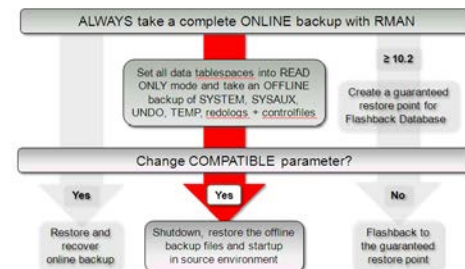 ALWAYS take a complete ONLINE backup with RMAN
Set all data tablespaces into READ
ONLY mode and take an OFFLINE
backup of SYSTEM, SYSAUX,
UNDO, TEMP, redologs + controlfiles
≥ 10.2
Create a guaranteed
restore point for
Flashback Database
Change COMPATIBLE parameter?
Yes
Yes
No
Restore and
recover
online backup
Shutdown, restore the offline
backup files and startup
in source environment
Flashback to
the guaranteed
restore point